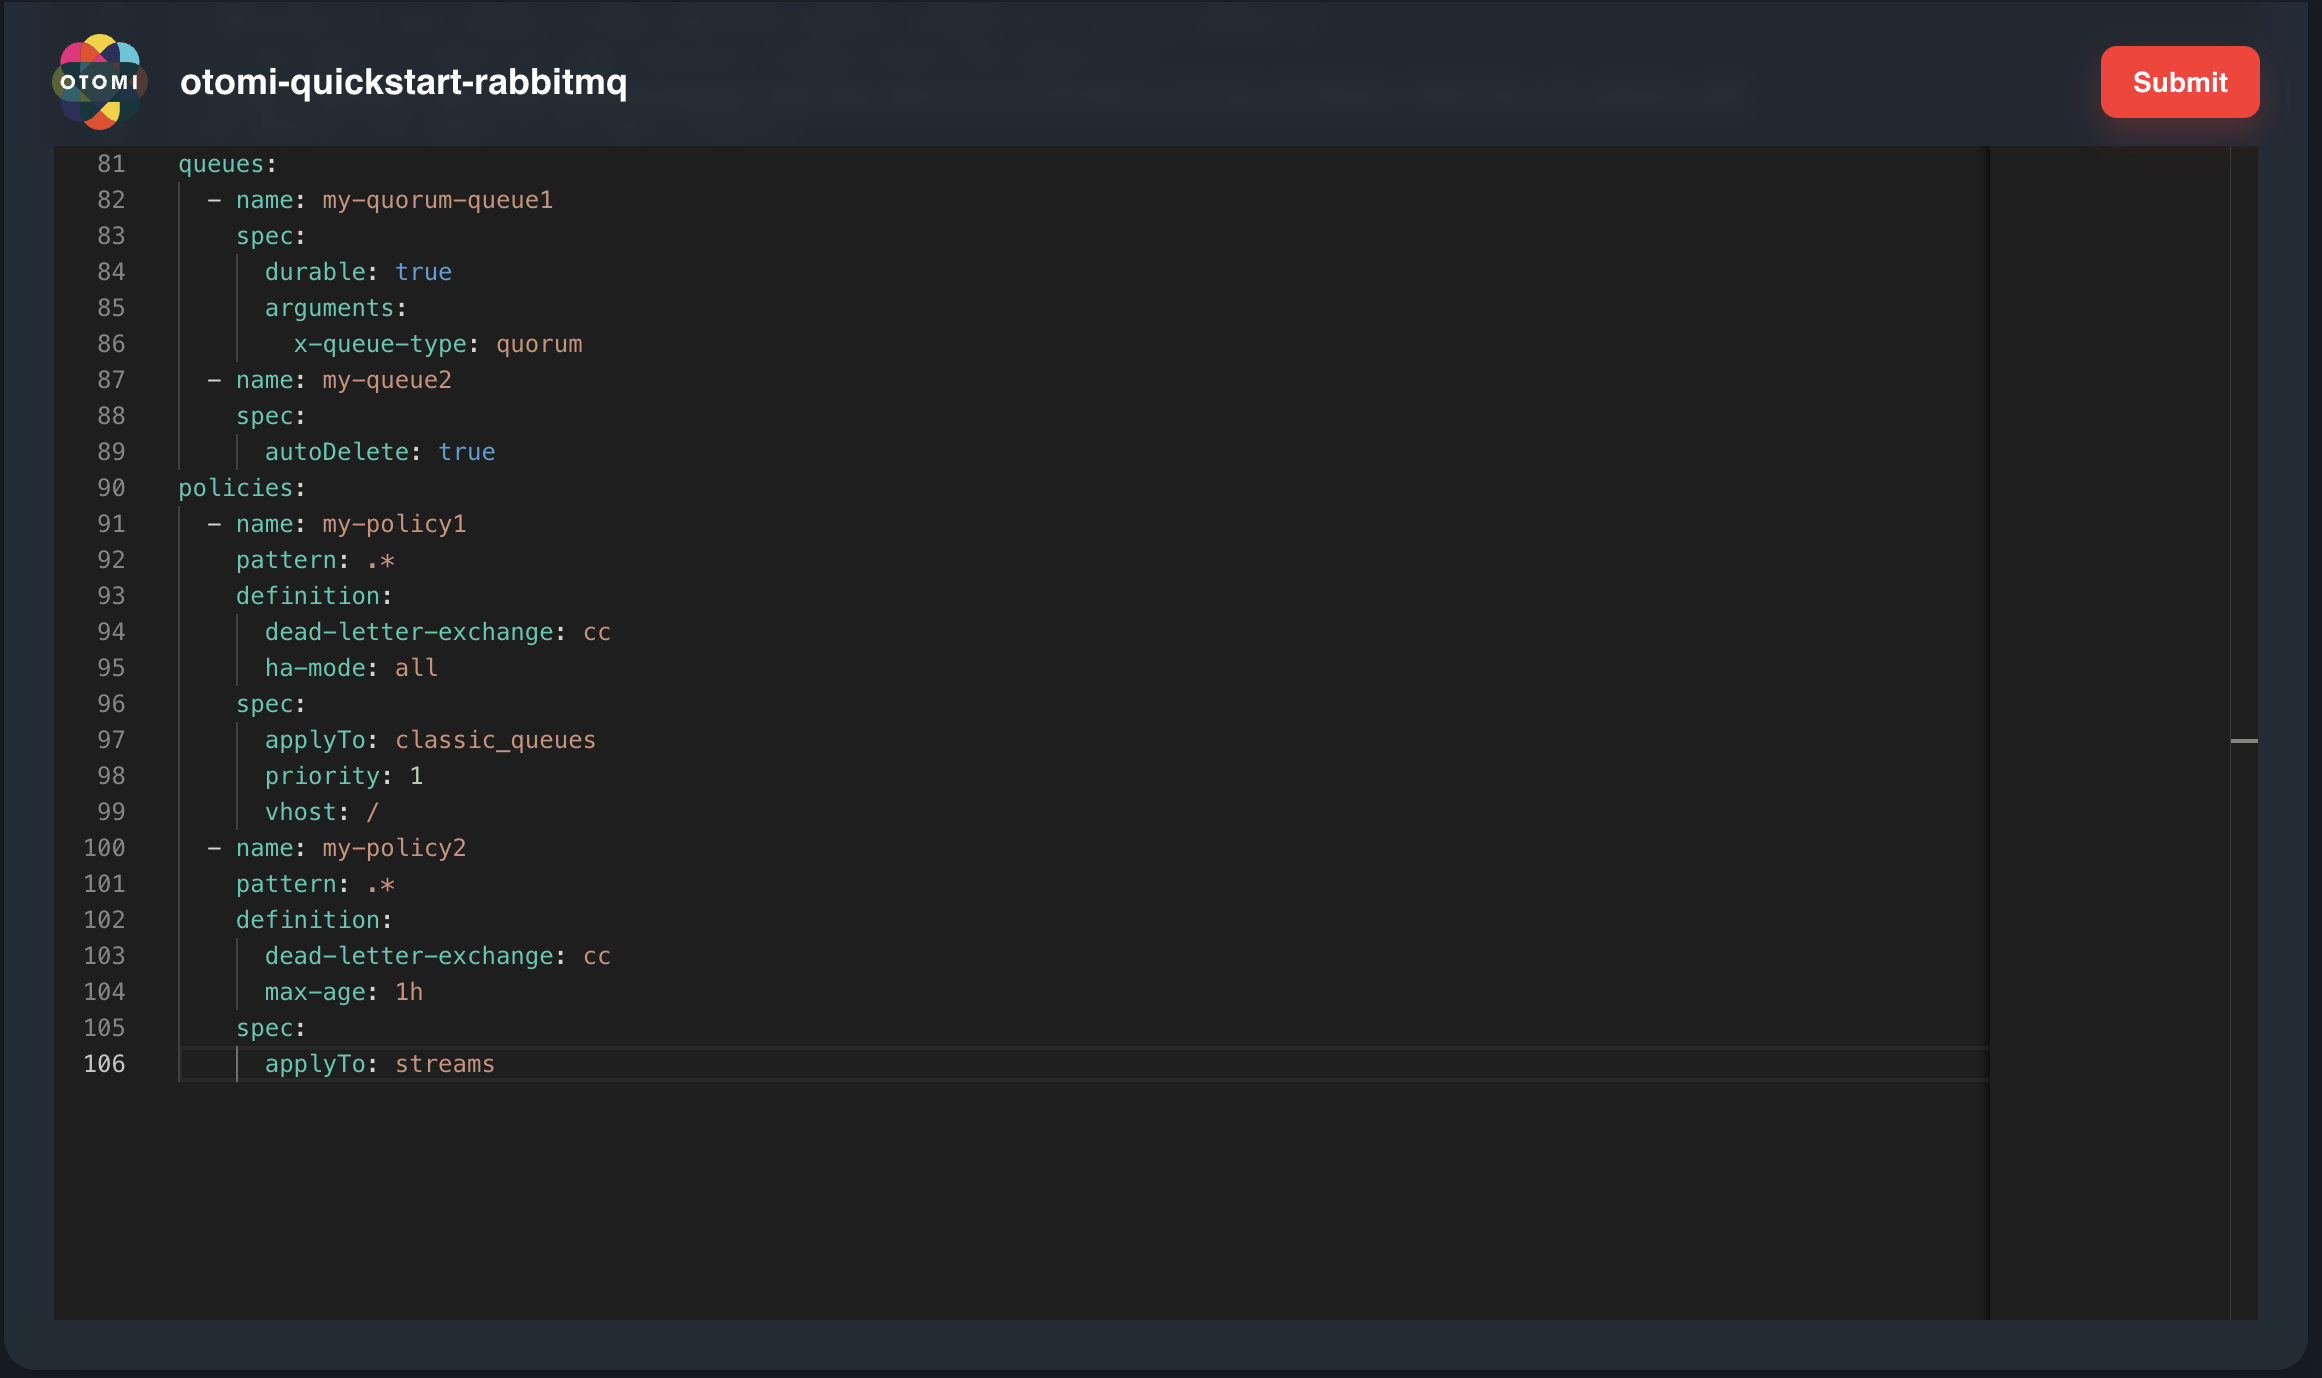 OTOMI
otomi-quickstart-rabbitmq
Submit
81 queues:
82   - name: my-quorum-queue1
83     spec:
84       durable: true
85       arguments:
86         x-queue-type: quorum
87   - name: my-queue2
88     spec:
89       autoDelete: true
90 policies:
91   - name: my-policy1
92     pattern: .*
93     definition:
94       dead-letter-exchange: cc
95       ha-mode: all
96     spec:
97       applyTo: classic_queues
98       priority: 1
99       vhost: /
100   - name: my-policy2
101     pattern: .*
102     definition:
103       dead-letter-exchange: cc
104       max-age: 1h
105     spec:
106       applyTo: streams